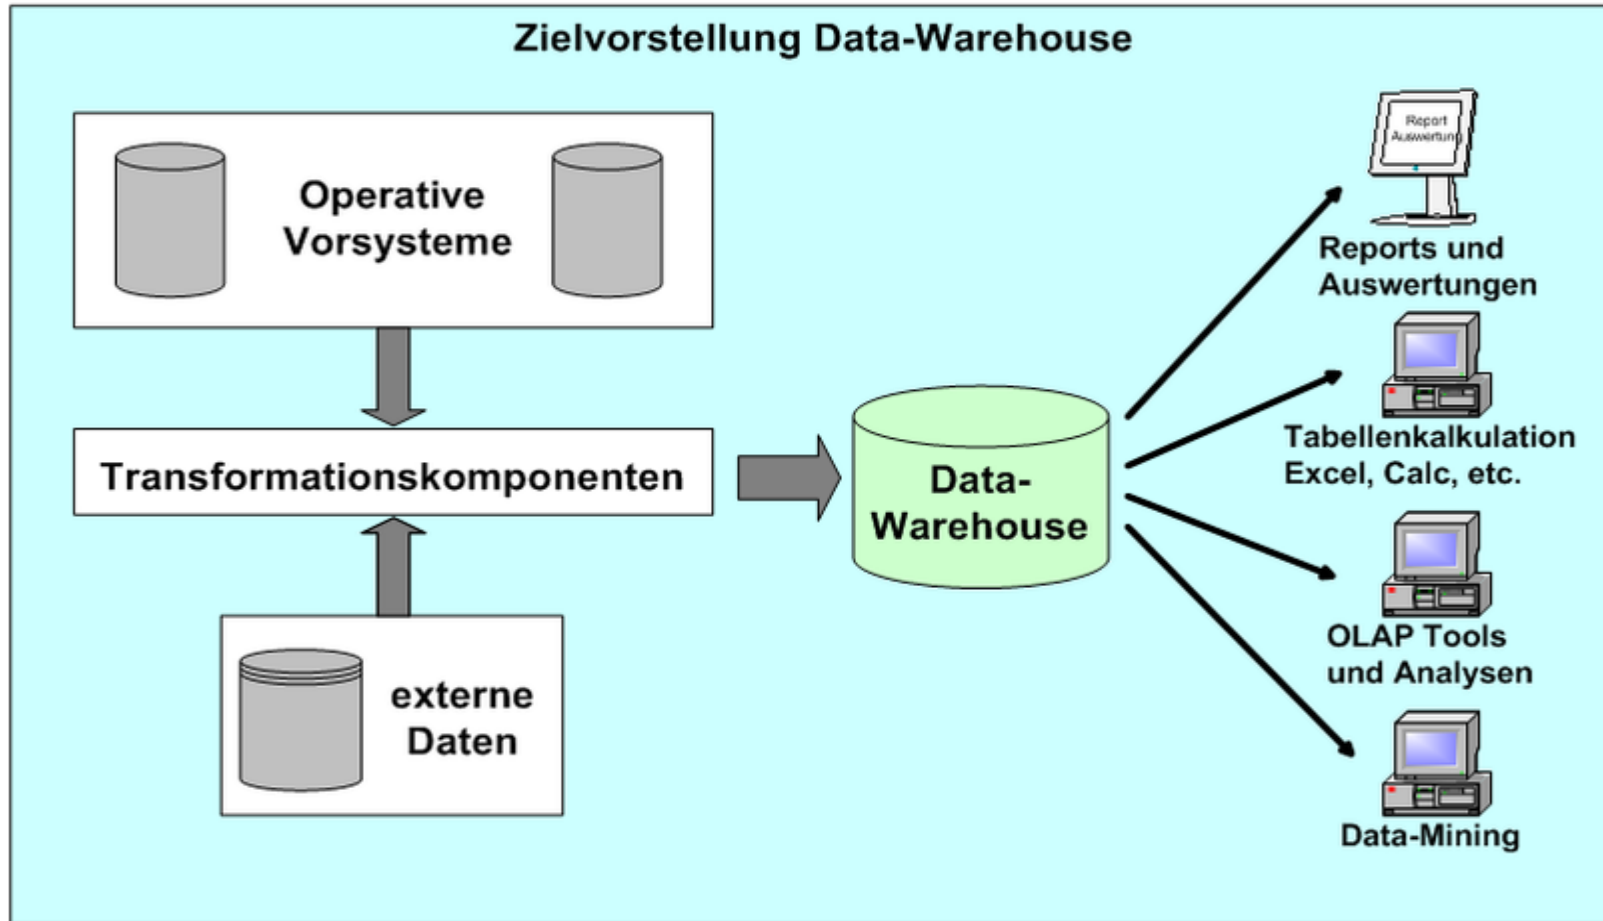 Zielvorstellung Data-Warehouse
Operative
Vorsysteme
Transformationskomponenten
externe
Daten
Data-
Warehouse
Report
Auswertung
Reports und
Auswertungen
Tabellenkalkulation
Excel, Calc, etc.
OLAP Tools
und Analysen
Data-Mining